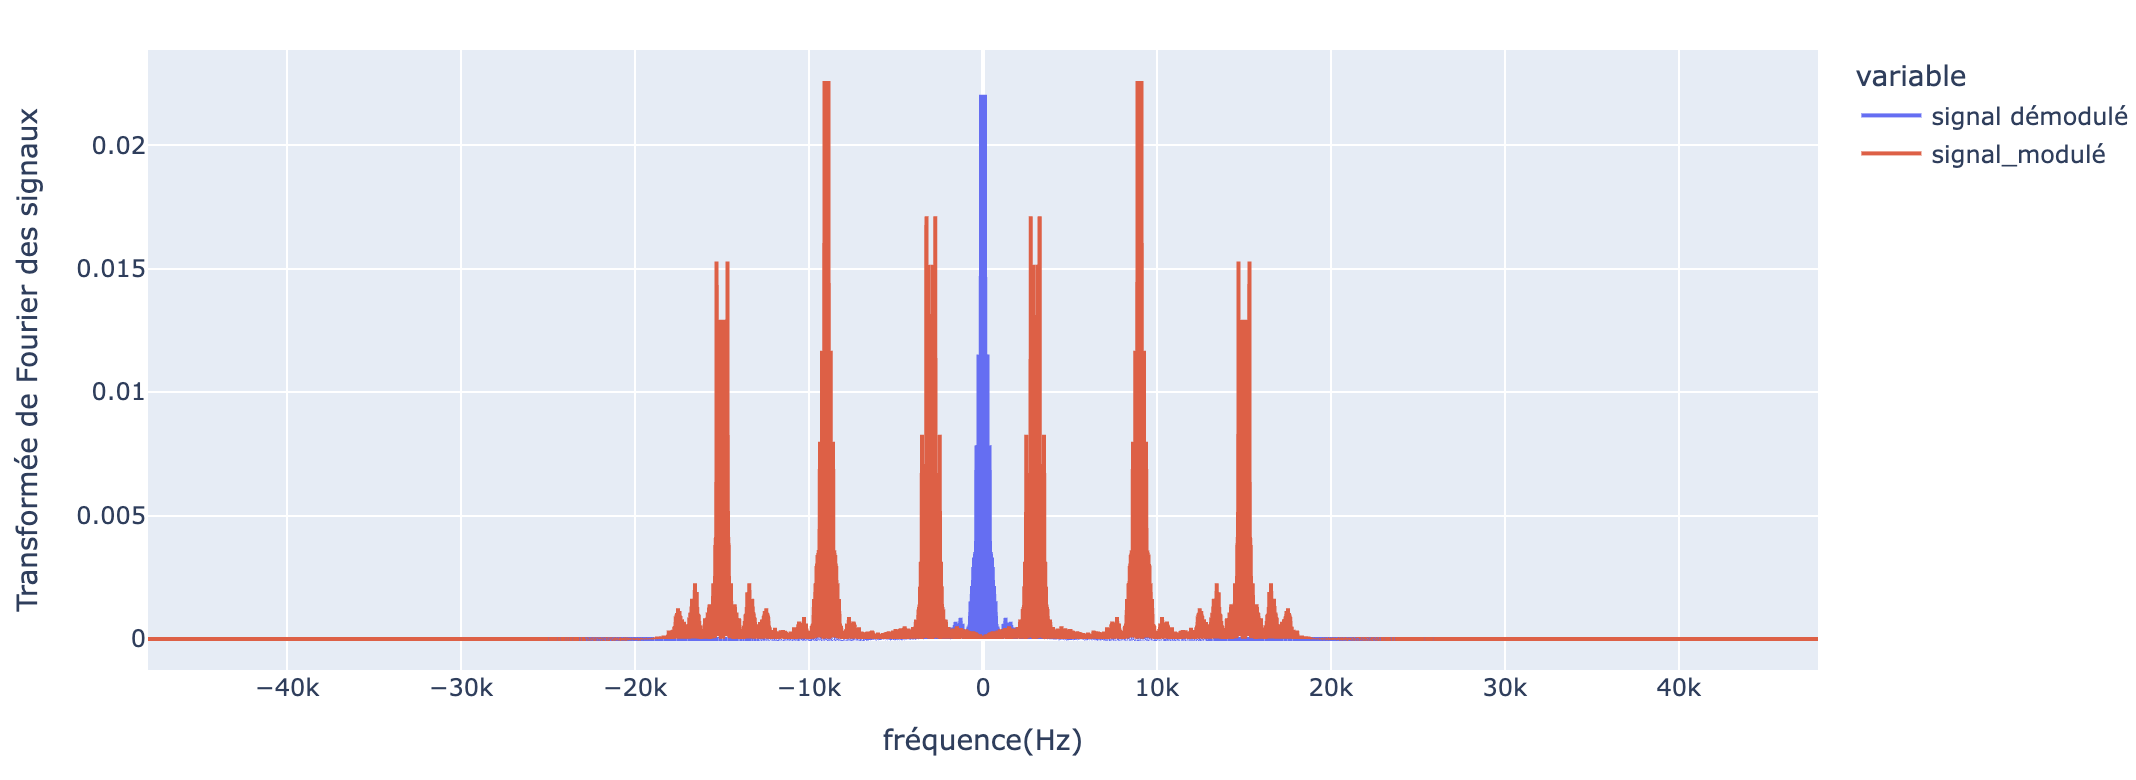 Transformée de Fourier des signaux
0.02
0.015
0.01
0.005
0
−40k −30k −20k −10k 0 10k 20k 30k 40k
fréquence(Hz)
variable
signal démodulé
signal_modulé